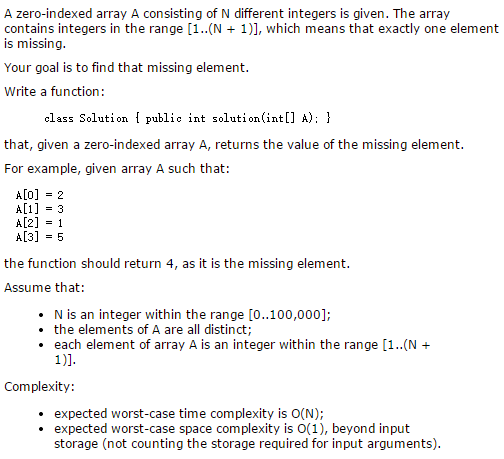 A zero-indexed array A consisting of N different integers is given. The array
contains integers in the range [1..(N + 1)], which means that exactly one element
is missing.
Your goal is to find that missing element.
Write a function:
class Solution { public int solution(int[] A); }
that, given a zero-indexed array A, returns the value of the missing element.
For example, given array A such that:
A[0] = 2
A[1] = 3
A[2] = 1
A[3] = 5
the function should return 4, as it is the missing element.
Assume that:
• N is an integer within the range [0..100,000];
• the elements of A are all distinct;
• each element of array A is an integer within the range [1..(N +
1)].
Complexity:
• expected worst-case time complexity is O(N);
• expected worst-case space complexity is O(1), beyond input
storage (not counting the storage required for input arguments).